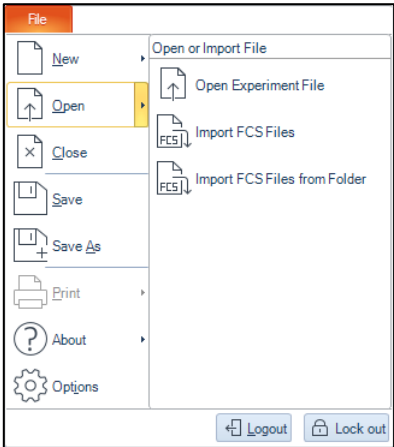 File
New
Open
Close
Save
Save As
Print
About
Options
Open or Import File
Open Experiment File
FCS Import FCS Files
FCS Import FCS Files from Folder
Logout
Lock out